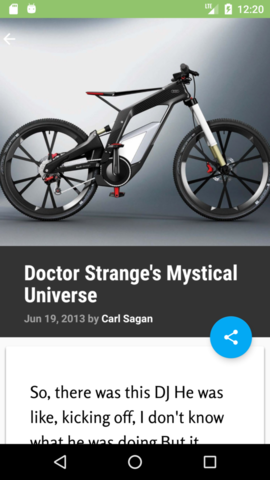 12:20
Doctor Strange's Mystical
Universe
Jun 19, 2013 by Carl Sagan
So, there was this DJ He was
like, kicking off, I don't know
what he was doing But it